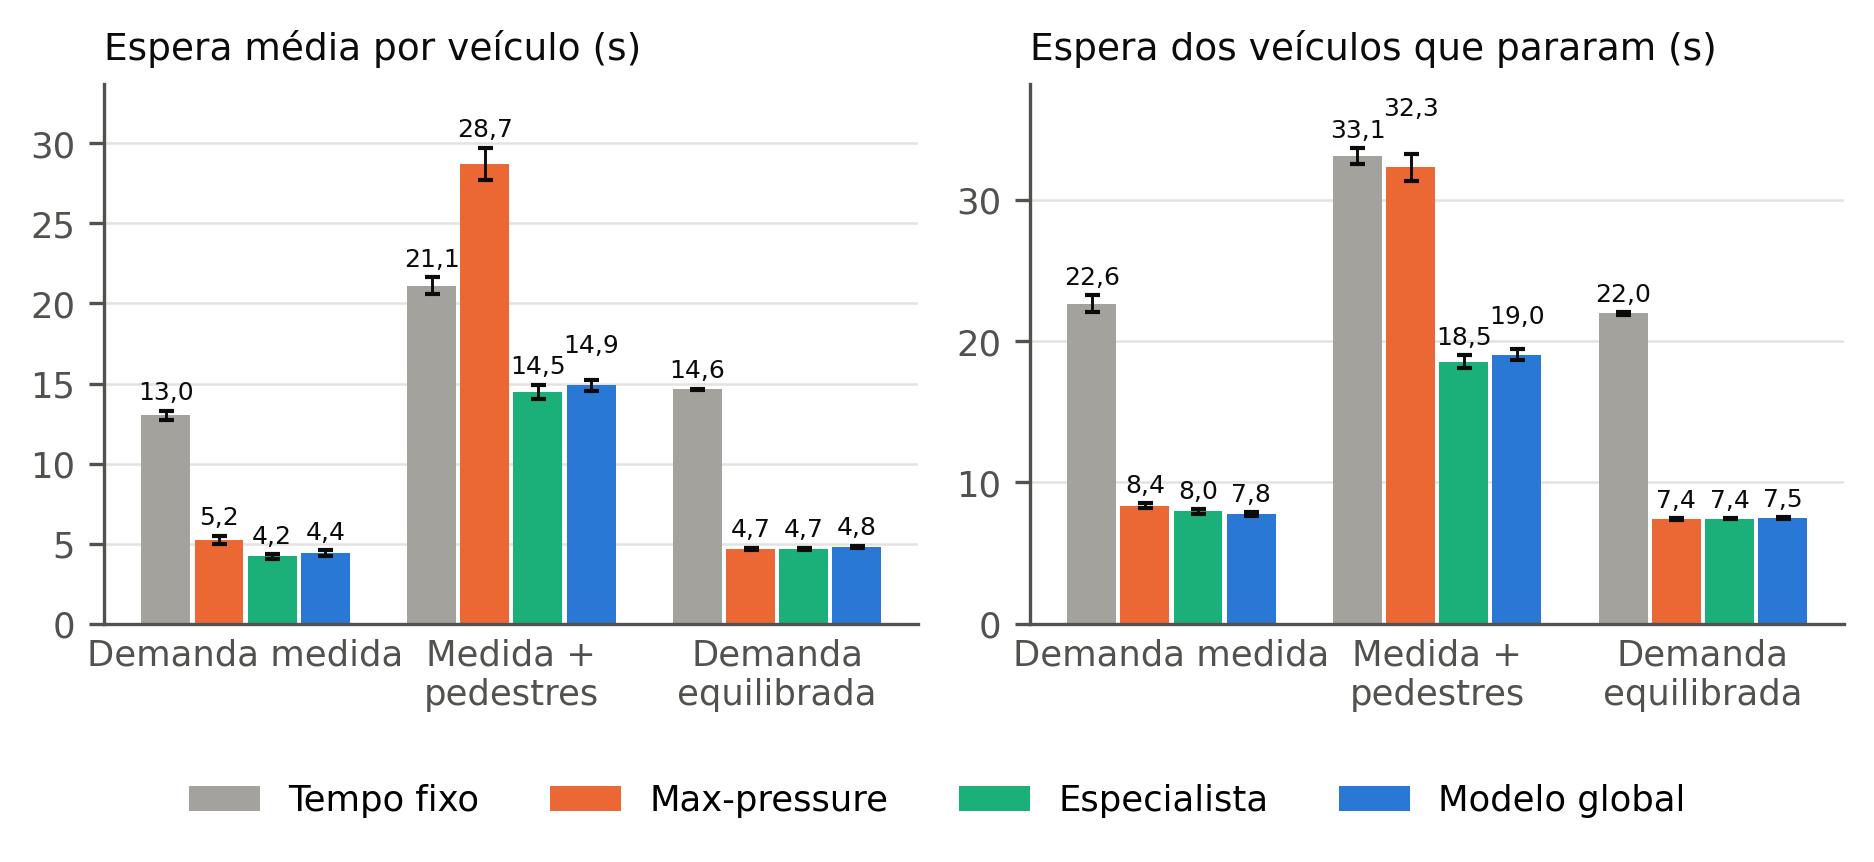 Espera média por veículo (s)
30
25
20
15
10
5
0
13,0
5,2
4,2
4,4
21,1
28,7
14,5
14,9
14,6
4,7
4,7
4,8
Demanda medida
Medida +
pedestres
Demanda
equilibrada
Espera dos veículos que pararam (s)
30
20
10
0
22,6
8,4
8,0
7,8
33,1
32,3
18,5
19,0
22,0
7,4
7,4
7,5
Demanda medida
Medida +
pedestres
Demanda
equilibrada
Tempo fixo
Max-pressure
Especialista
Modelo global